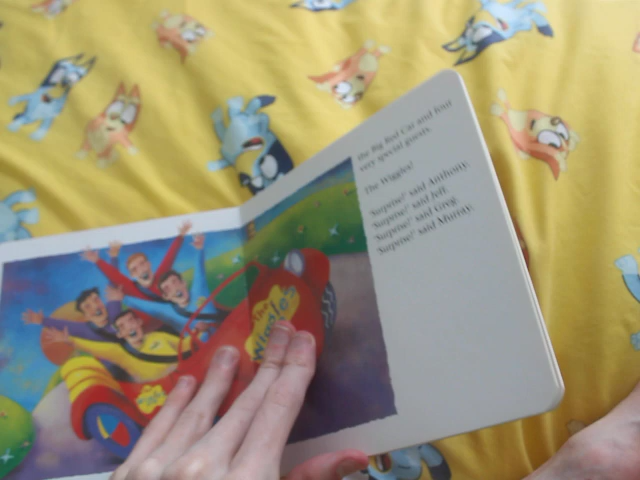 the Big Red Car and four
very special guests.
The Wiggles!
'Surprise!' said Anthony.
'Surprise!' said Jeff.
'Surprise!' said Greg.
'Surprise!' said Murray.
The
Wiggles